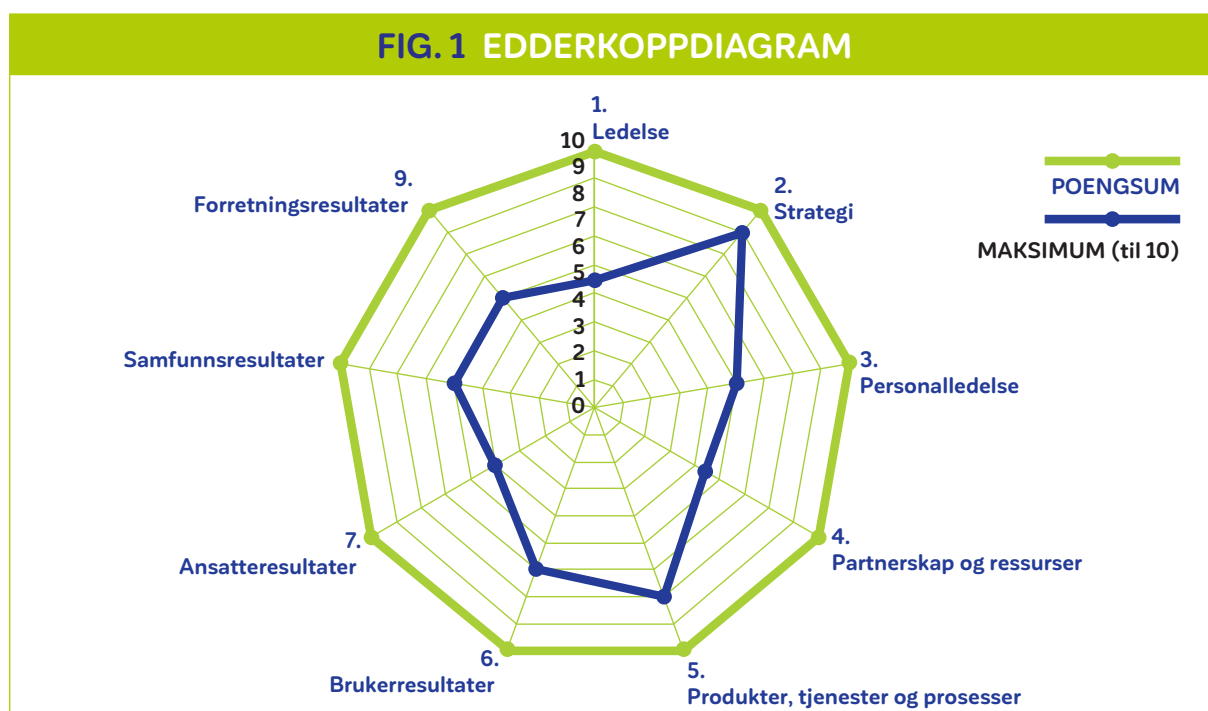 FIG. 1 EDDERKOPPDIAGRAM
1.
Ledelse
10
9
8
7
6
5
4
3
2
1
0
2.
Strategi
3.
Personalledelse
4.
Partnerskap og ressurser
5.
Produkter, tjenester og prosesser
6.
Brukerresultater
7.
Ansatteresultater
Samfunnsresultater
9.
Forretningsresultater
POENGSUM
MAKSIMUM (til 10)